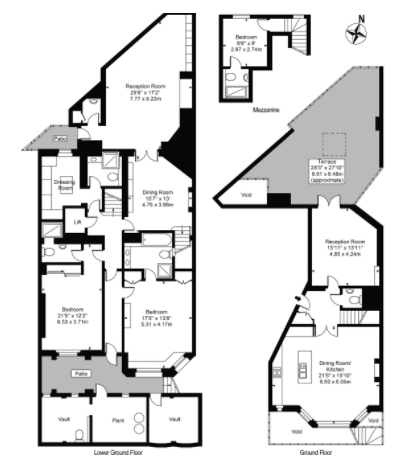 N
Bedroom
9'9" x 9'
2.97 x 2.74m
Mezzanine
Reception Room
25'6" x 17'2"
7.77 x 5.23m
Patio
Dressing
Room
Dining Room
15'7" x 13'
4.75 x 3.96m
Lift
Bedroom
21'5" x 12'2"
6.53 x 3.71m
Bedroom
17'5" x 13'8"
5.31 x 4.17m
Patio
Vault
Plant
Vault
Lower Ground Floor
Terrace
28'3" x 27'10"
8.61 x 8.48m
(approximate)
Void
Reception Room
15'11" x 13'11"
4.85 x 4.24m
Dining Room/
Kitchen
21'8" x 19'10"
6.60 x 6.05m
Void
Void
Ground Floor